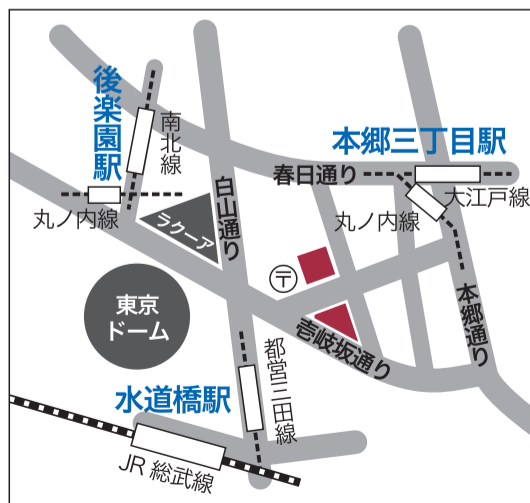 後楽園駅
南北線
丸ノ内線
ラクーア
白山通り
本郷三丁目駅
春日通り
大江戸線
丸ノ内線
〒
東京
ドーム
壱岐坂通り
本郷通り
水道橋駅
都営三田線
JR 総武線